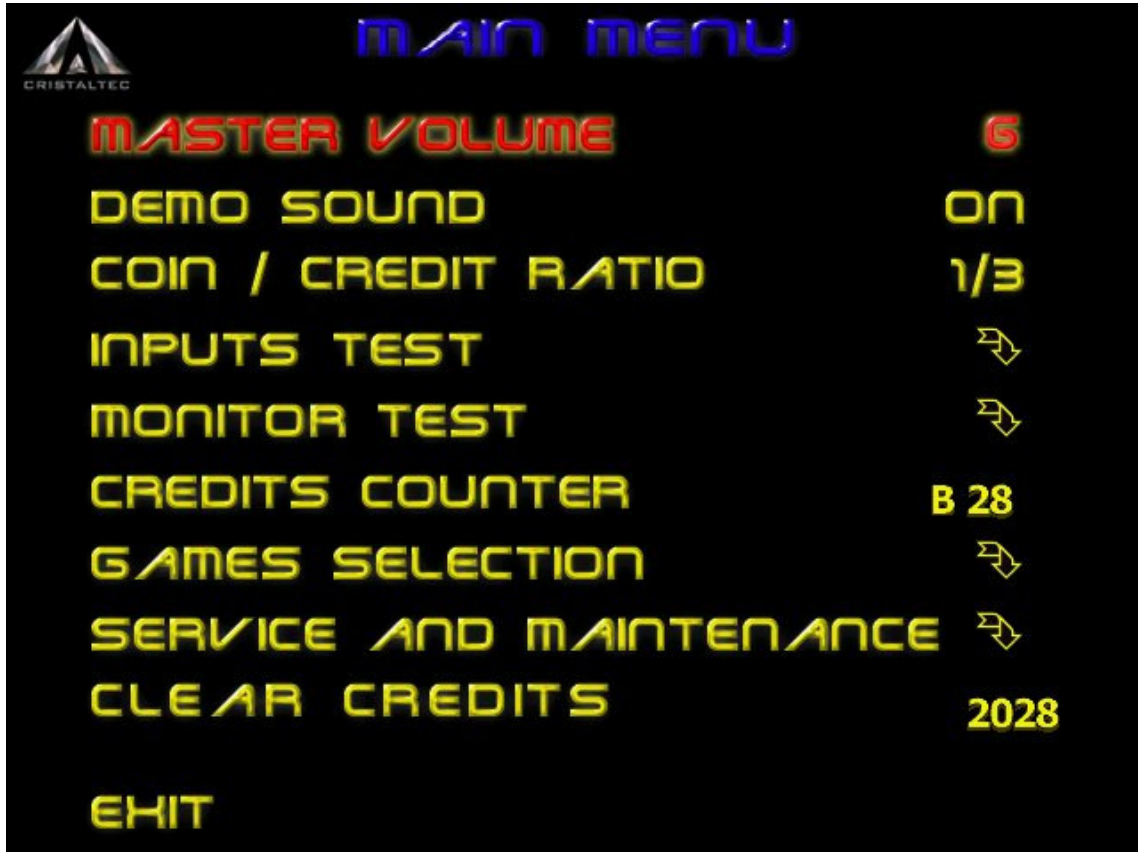 MAIN MENU
CRISTALTEC
MASTER VOLUME 6
DEMO SOUND ON
COIN / CREDIT RATIO 1/3
INPUTS TEST
MONITOR TEST
CREDITS COUNTER B 28
GAMES SELECTION
SERVICE AND MAINTENANCE
CLEAR CREDITS 2028
EXIT